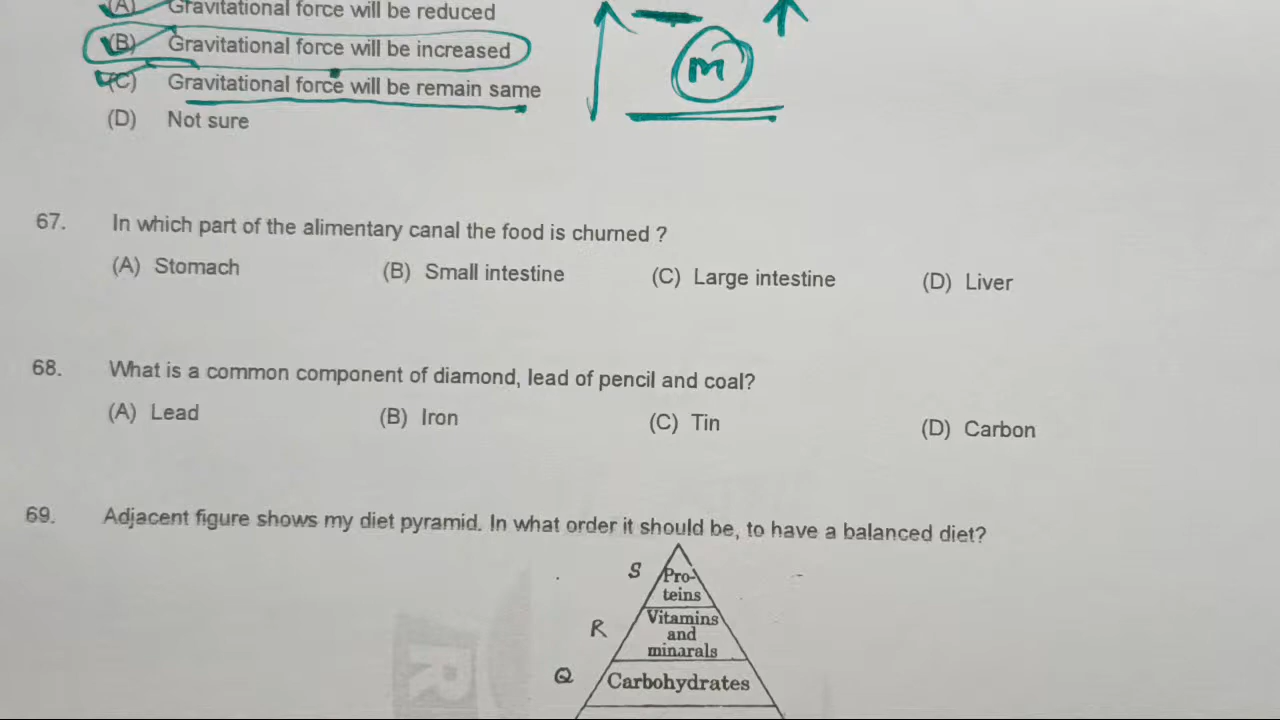 (A) Gravitational force will be reduced
(B) Gravitational force will be increased
(C) Gravitational force will be remain same
(D) Not sure
m
67. In which part of the alimentary canal the food is churned ?
(A) Stomach (B) Small intestine (C) Large intestine (D) Liver
68. What is a common component of diamond, lead of pencil and coal?
(A) Lead (B) Iron (C) Tin (D) Carbon
69. Adjacent figure shows my diet pyramid. In what order it should be, to have a balanced diet?
S Pro-
teins
R Vitamins
and
minarals
Q Carbohydrates
R